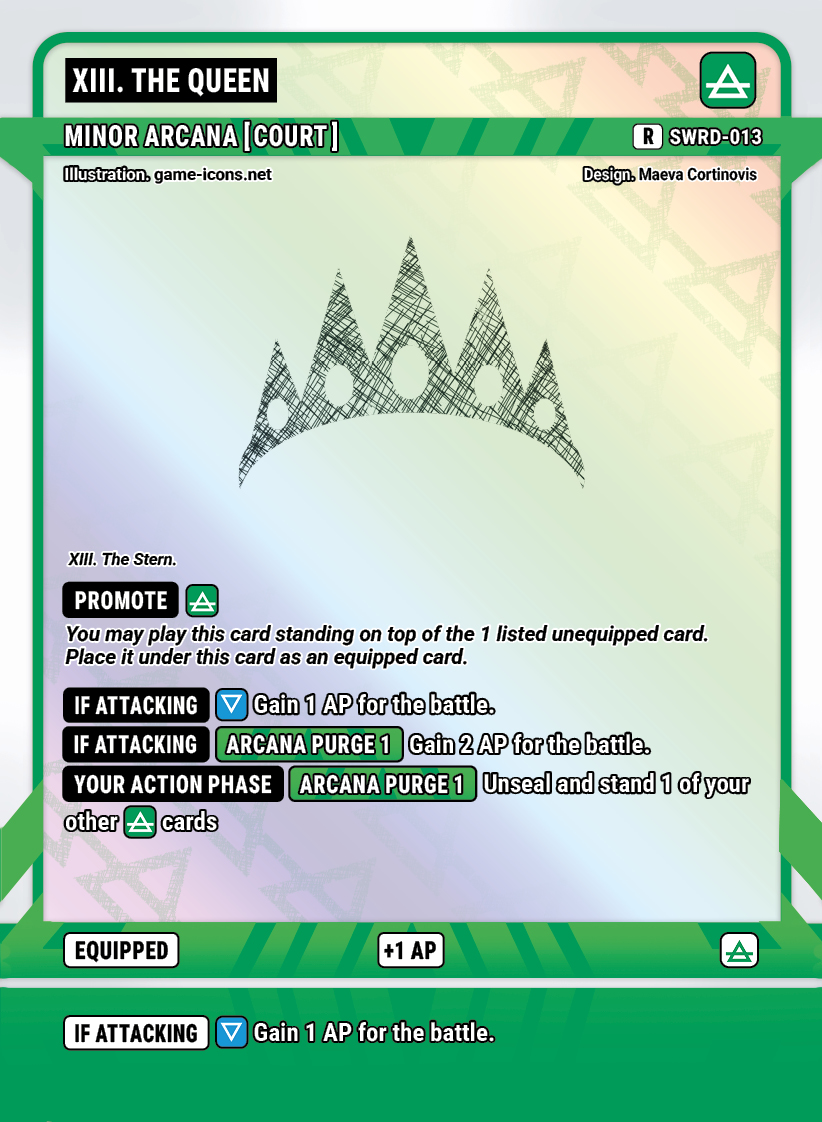 XIII. THE QUEEN
MINOR ARCANA [COURT]
R SWRD-013
Illustration. game-icons.net
Design. Maeva Cortinovis
XIII. The Stern.
PROMOTE
You may play this card standing on top of the 1 listed unequipped card.
Place it under this card as an equipped card.
IF ATTACKING Gain 1 AP for the battle.
IF ATTACKING ARCANA PURGE 1 Gain 2 AP for the battle.
YOUR ACTION PHASE ARCANA PURGE 1 Unseal and stand 1 of your
other cards
EQUIPPED
+1 AP
IF ATTACKING Gain 1 AP for the battle.